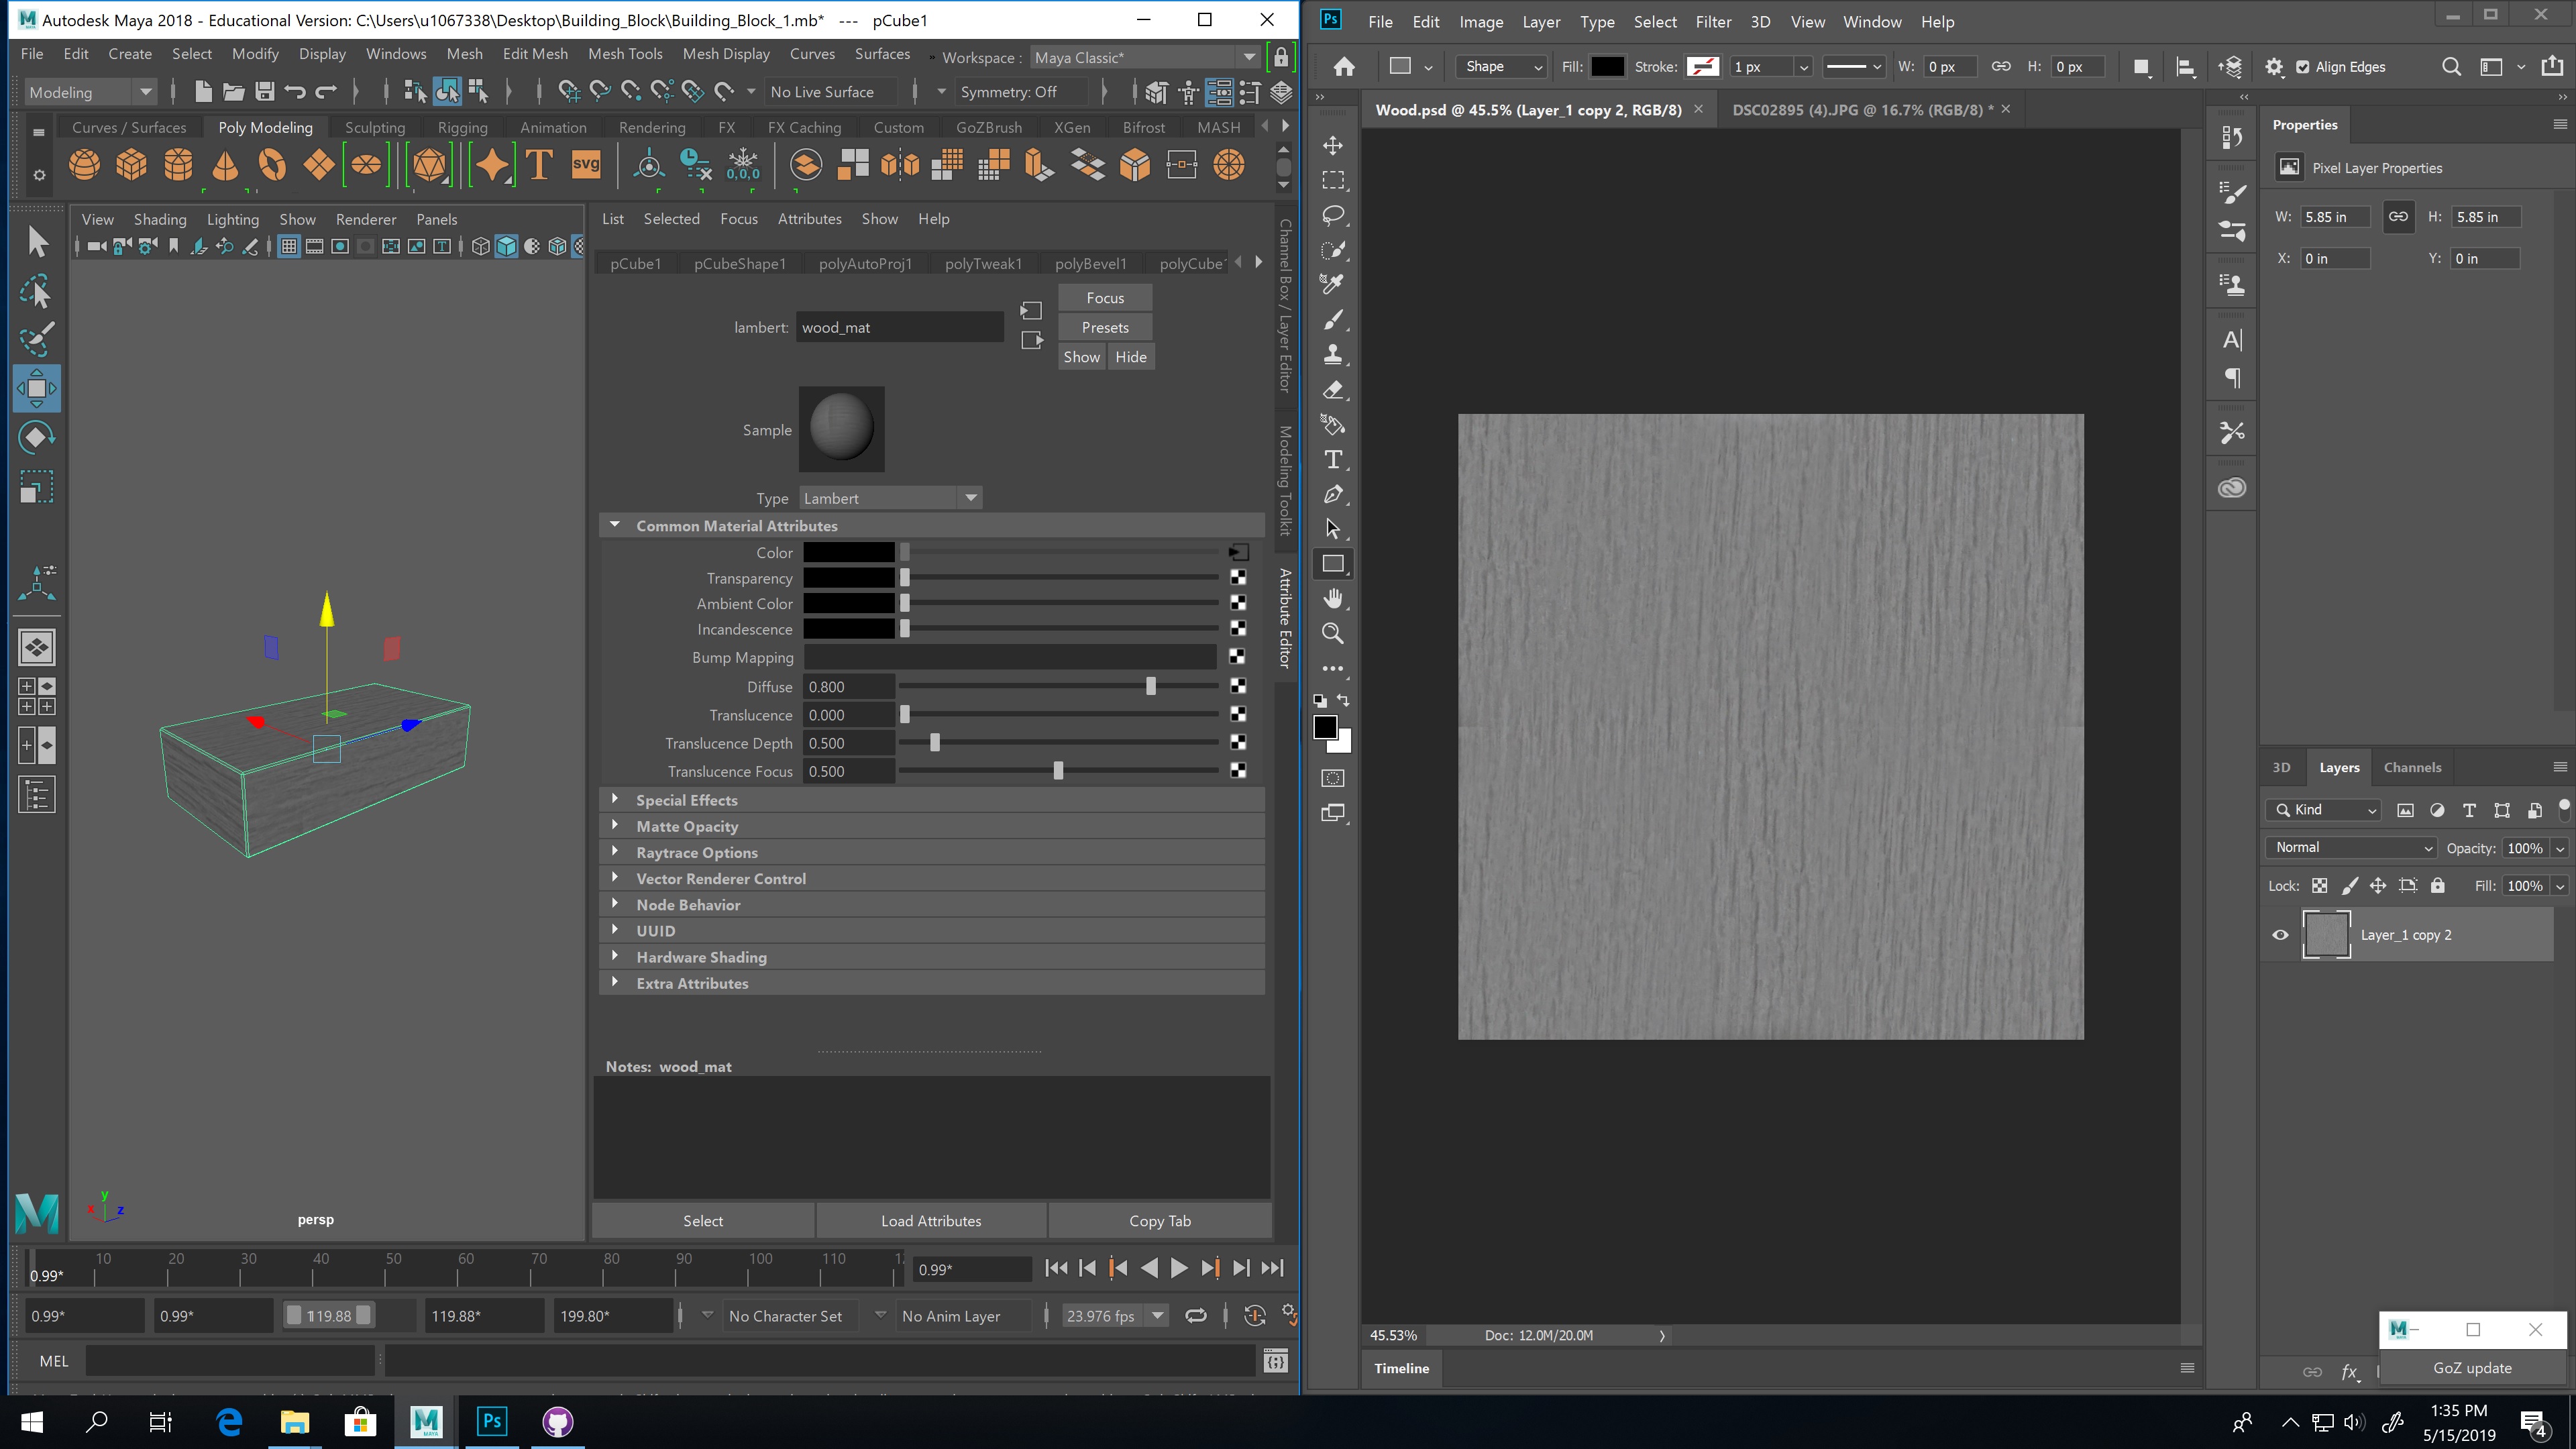 Autodesk Maya 2018 - Educational Version: C:\Users\u1067338\Desktop\Building_Block\Building_Block_1.mb* --- pCube1
File Edit Create Select Modify Display Windows Mesh Edit Mesh Mesh Tools Mesh Display Curves Surfaces » Workspace : Maya Classic*
Modeling No Live Surface Symmetry: Off
Curves / Surfaces Poly Modeling Sculpting Rigging Animation Rendering FX FX Caching Custom GoZBrush XGen Bifrost MASH
T svg 0,0,0
View Shading Lighting Show Renderer Panels
List Selected Focus Attributes Show Help
pCube1 pCubeShape1 polyAutoProj1 polyTweak1 polyBevel1 polyCube
Focus
lambert: wood_mat Presets
Show Hide
Sample
Type Lambert
Common Material Attributes
Color
Transparency
Ambient Color
Incandescence
Bump Mapping
Diffuse 0.800
Translucence 0.000
Translucence Depth 0.500
Translucence Focus 0.500
Special Effects
Matte Opacity
Raytrace Options
Vector Renderer Control
Node Behavior
UUID
Hardware Shading
Extra Attributes
Notes: wood_mat
Select Load Attributes Copy Tab
Channel Box / Layer Editor
Modeling Toolkit
Attribute Editor
y
x z
persp
10 20 30 40 50 60 70 80 90 100 110
0.99* 0.99*
0.99* 0.99* 119.88 119.88* 199.80* No Character Set No Anim Layer 23.976 fps
MEL
Ps File Edit Image Layer Type Select Filter 3D View Window Help
Shape Fill: Stroke: 1 px W: 0 px H: 0 px Align Edges
Wood.psd @ 45.5% (Layer_1 copy 2, RGB/8) × DSC02895 (4).JPG @ 16.7% (RGB/8) * ×
Properties
Pixel Layer Properties
W: 5.85 in H: 5.85 in
X: 0 in Y: 0 in
3D Layers Channels
Kind
Normal Opacity: 100%
Lock: Fill: 100%
Layer_1 copy 2
45.53% Doc: 12.0M/20.0M
Timeline
fx
GoZ update
1:35 PM
5/15/2019
4